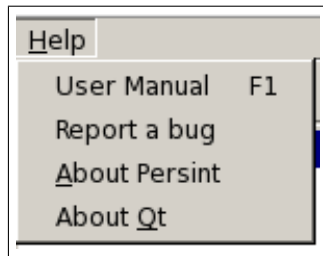 Help
User Manual F1
Report a bug
About Persint
About Qt